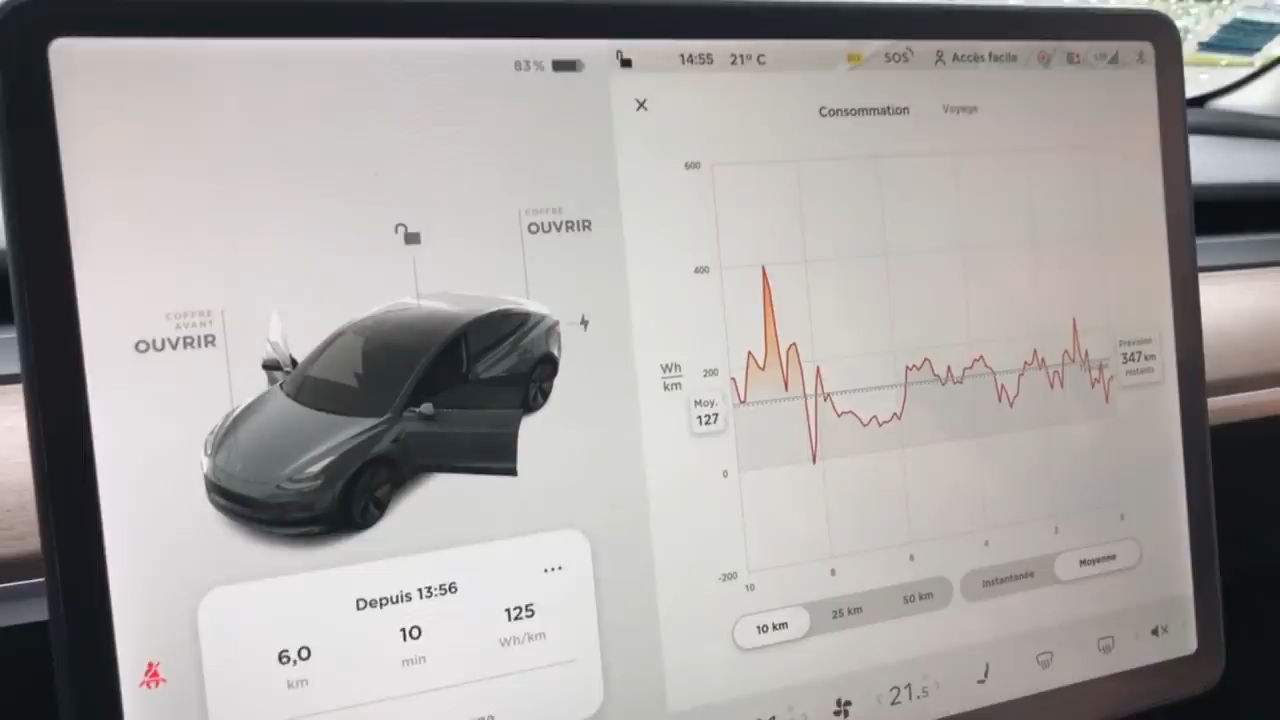 83 %
14:55 21° C SOS Accès facile
Consommation Voyage
COFFRE
OUVRIR
COFFRE
AVANT
OUVRIR
600
400
200
0
-200
Wh
km
Moy.
127
Prévision
347 km
restants
10 8 6 4 2 0
10 km 25 km 50 km
Instantanée Moyenne
Depuis 13:56
6,0 10 125
km min Wh/km
21.5